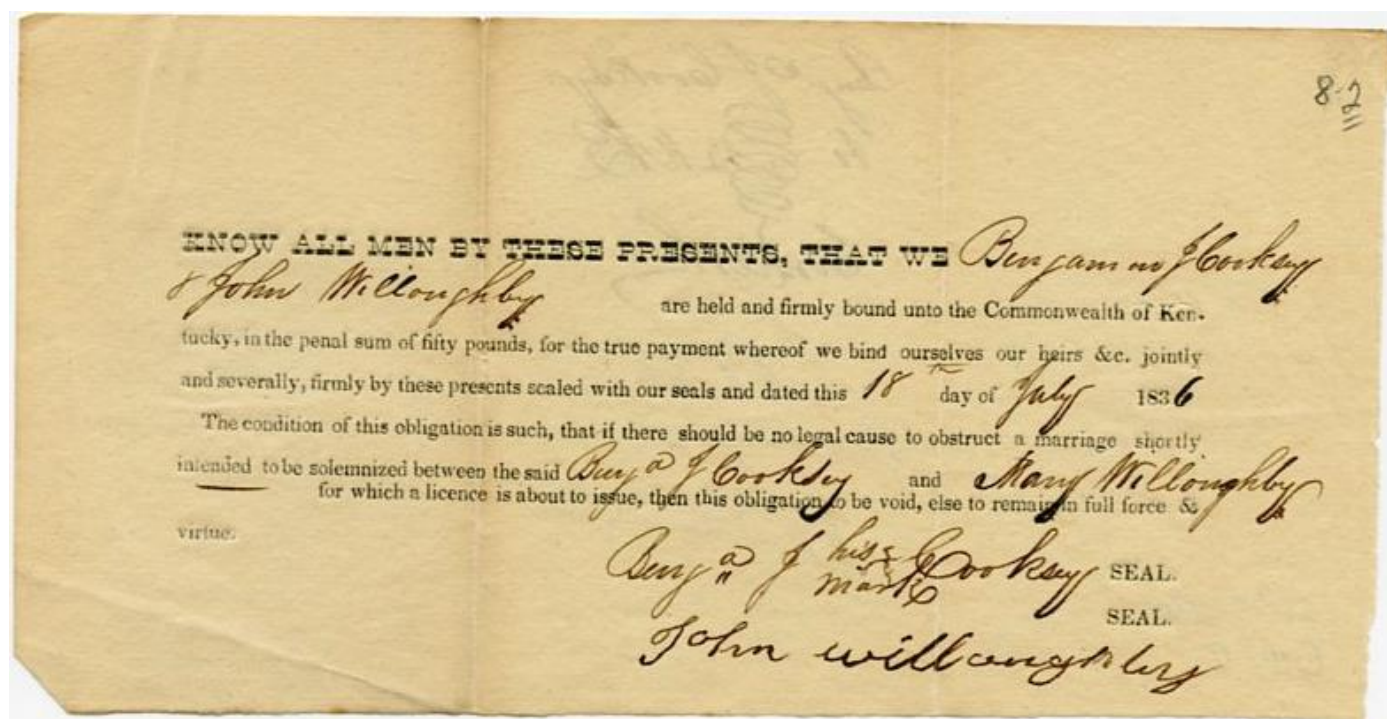 8-2
KNOW ALL MEN BY THESE PRESENTS, THAT WE Benjamin J Cooksey
& John Willoughby are held and firmly bound unto the Commonwealth of Ken-
tucky, in the penal sum of fifty pounds, for the true payment whereof we bind ourselves our heirs &c. jointly
and severally, firmly by these presents sealed with our seals and dated this 18th day of July 1836
The condition of this obligation is such, that if there should be no legal cause to obstruct a marriage shortly
intended to be solemnized between the said Benja J Cooksey and Mary Willoughby
for which a licence is about to issue, then this obligation to be void, else to remain in full force &
virtue.
Benja J his Cooksey SEAL.
mark
SEAL.
John Willoughby